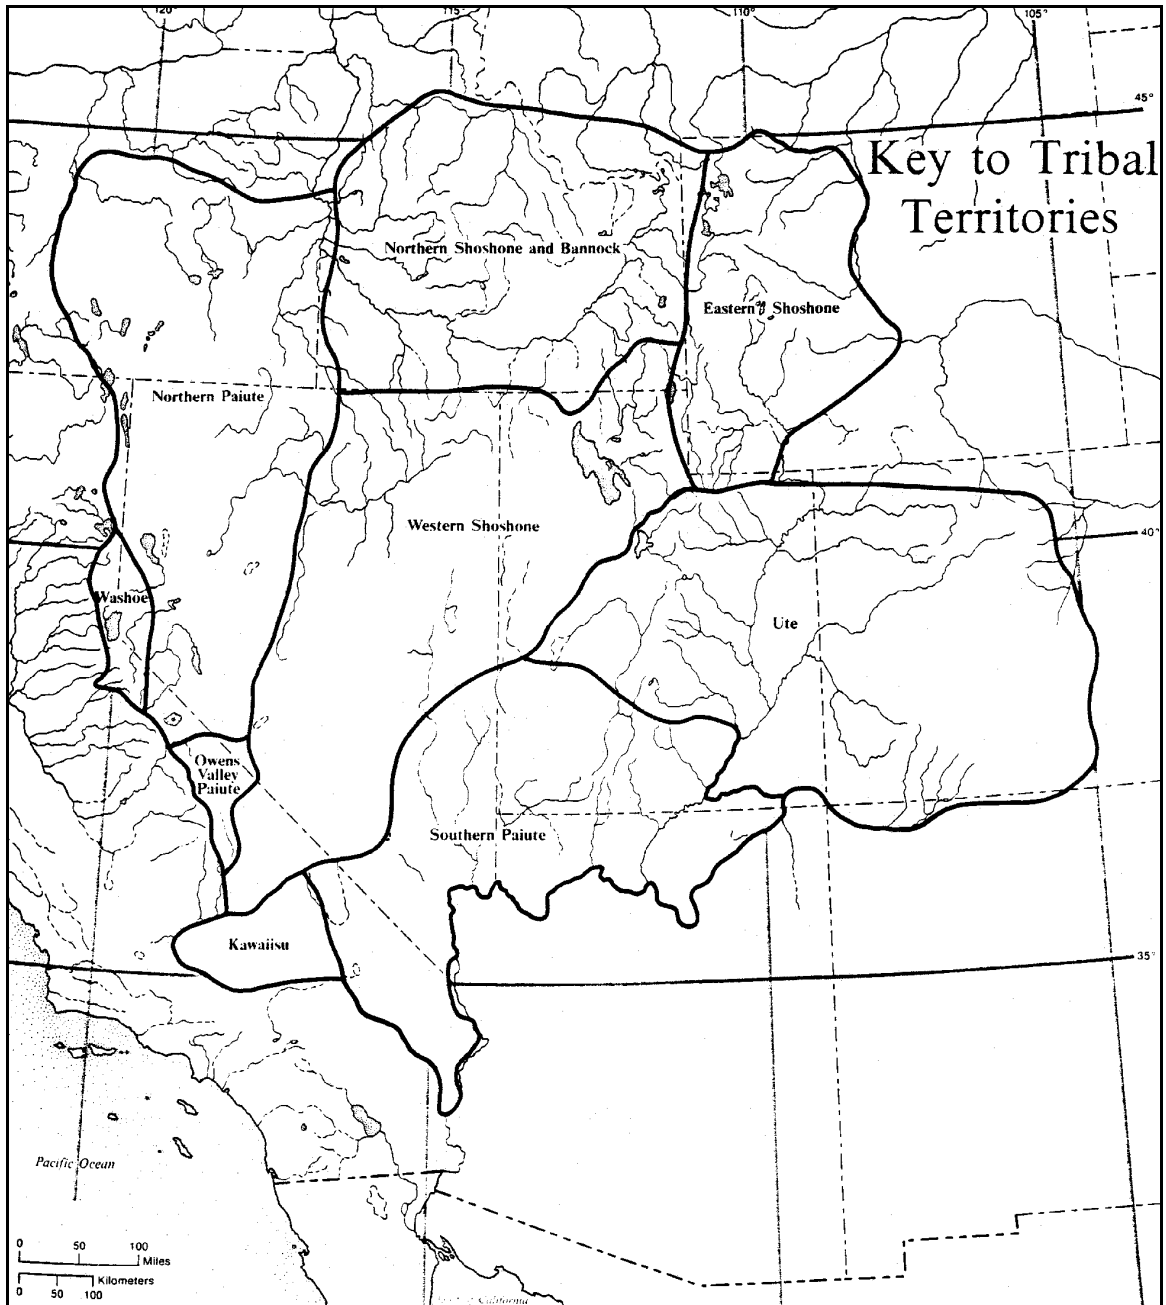 120°
115°
110°
105°
45°
Key to Tribal
Territories
Northern Shoshone and Bannock
Eastern Shoshone
Northern Paiute
Western Shoshone
40°
Washoe
Ute
Owens
Valley
Paiute
Southern Paiute
Kawaiisu
35°
Pacific Ocean
0 50 100
Miles
Kilometers
0 50 100
California